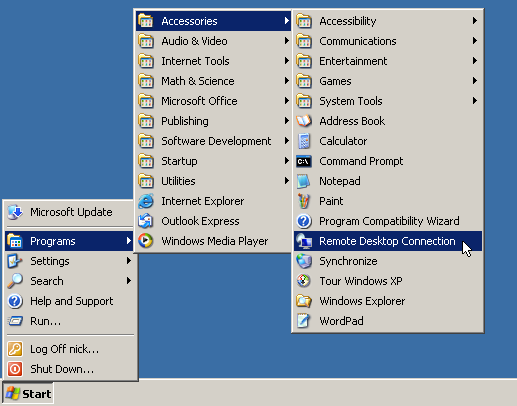 Microsoft Update
Programs
Settings
Search
Help and Support
Run...
Log Off nick...
Shut Down...
Start
Accessories
Audio & Video
Internet Tools
Math & Science
Microsoft Office
Publishing
Software Development
Startup
Utilities
Internet Explorer
Outlook Express
Windows Media Player
Accessibility
Communications
Entertainment
Games
System Tools
Address Book
Calculator
C:\
Command Prompt
Notepad
Paint
Program Compatibility Wizard
Remote Desktop Connection
Synchronize
Tour Windows XP
Windows Explorer
WordPad